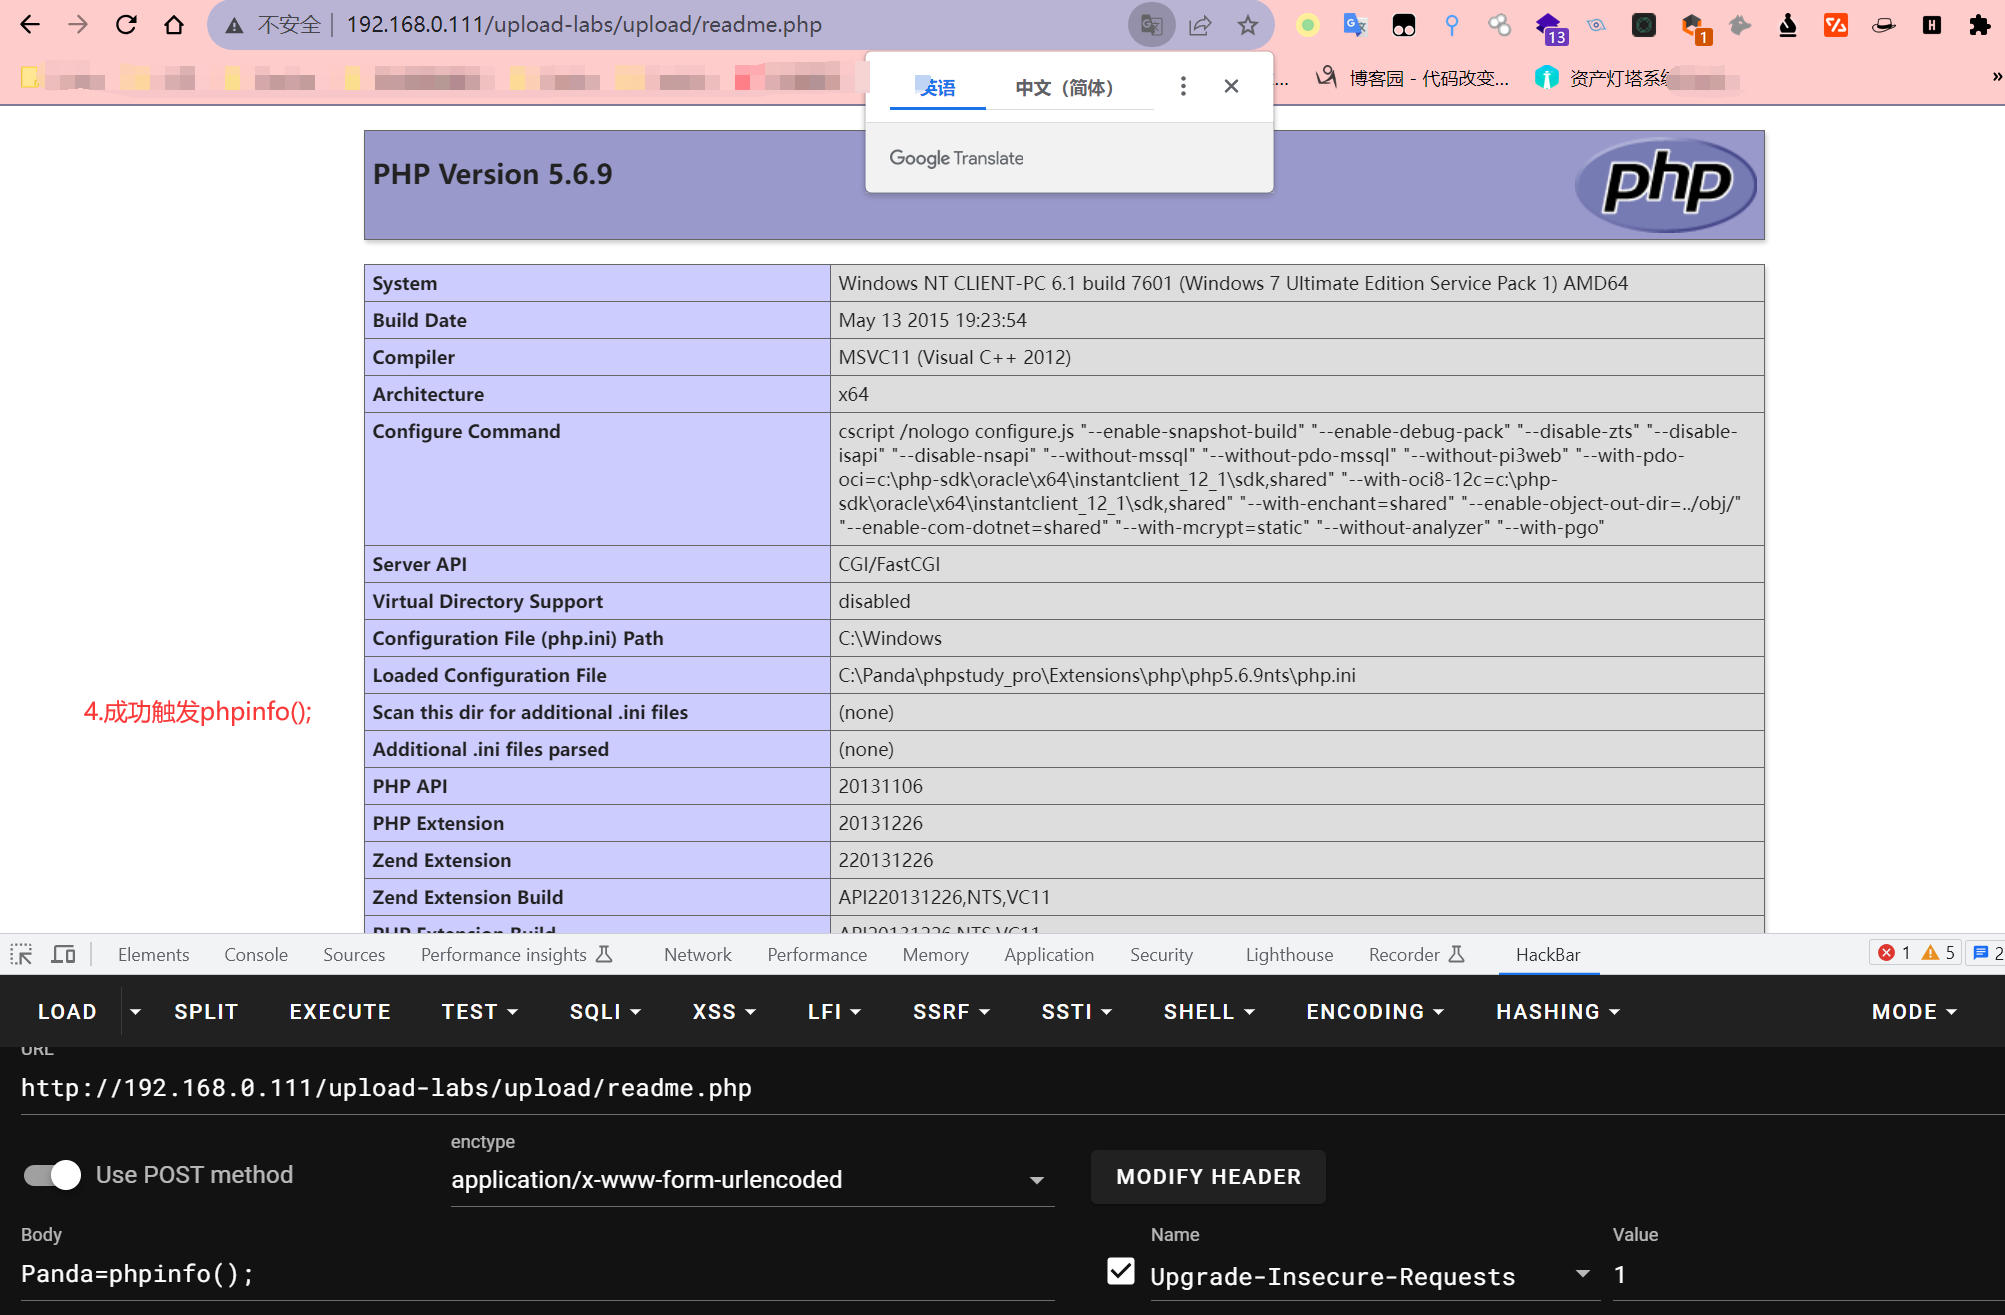 不安全
192.168.0.111/upload-labs/upload/readme.php
13
1
英语
中文（简体）
Google Translate
...
博客园 - 代码改变...
资产灯塔系统
»
PHP Version 5.6.9
php
System
Windows NT CLIENT-PC 6.1 build 7601 (Windows 7 Ultimate Edition Service Pack 1) AMD64
Build Date
May 13 2015 19:23:54
Compiler
MSVC11 (Visual C++ 2012)
Architecture
x64
Configure Command
cscript /nologo configure.js "--enable-snapshot-build" "--enable-debug-pack" "--disable-zts" "--disable-
isapi" "--disable-nsapi" "--without-mssql" "--without-pdo-mssql" "--without-pi3web" "--with-pdo-
oci=c:\php-sdk\oracle\x64\instantclient_12_1\sdk,shared" "--with-oci8-12c=c:\php-
sdk\oracle\x64\instantclient_12_1\sdk,shared" "--with-enchant=shared" "--enable-object-out-dir=../obj/"
"--enable-com-dotnet=shared" "--with-mcrypt=static" "--without-analyzer" "--with-pgo"
Server API
CGI/FastCGI
Virtual Directory Support
disabled
Configuration File (php.ini) Path
C:\Windows
Loaded Configuration File
C:\Panda\phpstudy_pro\Extensions\php\php5.6.9nts\php.ini
4.成功触发phpinfo();
Scan this dir for additional .ini files
(none)
Additional .ini files parsed
(none)
PHP API
20131106
PHP Extension
20131226
Zend Extension
220131226
Zend Extension Build
API220131226,NTS,VC11
PHP Extension Build
API20131226,NTS,VC11
Elements
Console
Sources
Performance insights
Network
Performance
Memory
Application
Security
Lighthouse
Recorder
HackBar
1
5
2
LOAD
SPLIT
EXECUTE
TEST
SQLI
XSS
LFI
SSRF
SSTI
SHELL
ENCODING
HASHING
MODE
URL
http://192.168.0.111/upload-labs/upload/readme.php
Use POST method
enctype
application/x-www-form-urlencoded
MODIFY HEADER
Body
Panda=phpinfo();
Name
Upgrade-Insecure-Requests
Value
1